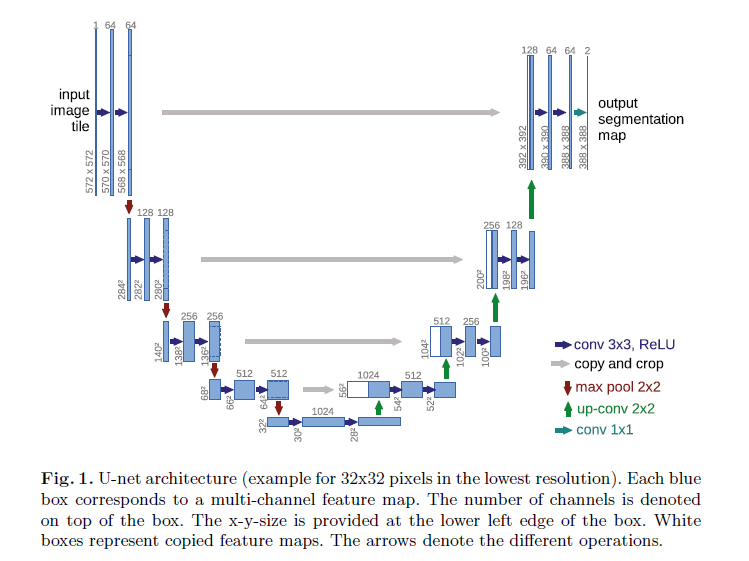 1 64 64
128 64 64 2
input
image
tile
output
segmentation
map
572 x 572
570 x 570
568 x 568
392 x 392
390 x 390
388 x 388
388 x 388
128 128
256 128
284²
282²
280²
200²
198²
196²
256 256
512 256
140²
138²
136²
104²
102²
100²
conv 3x3, ReLU
copy and crop
max pool 2x2
up-conv 2x2
conv 1x1
512 512
1024 512
68²
66²
64²
56²
54²
52²
1024
32²
30²
28²
Fig. 1. U-net architecture (example for 32x32 pixels in the lowest resolution). Each blue
box corresponds to a multi-channel feature map. The number of channels is denoted
on top of the box. The x-y-size is provided at the lower left edge of the box. White
boxes represent copied feature maps. The arrows denote the different operations.